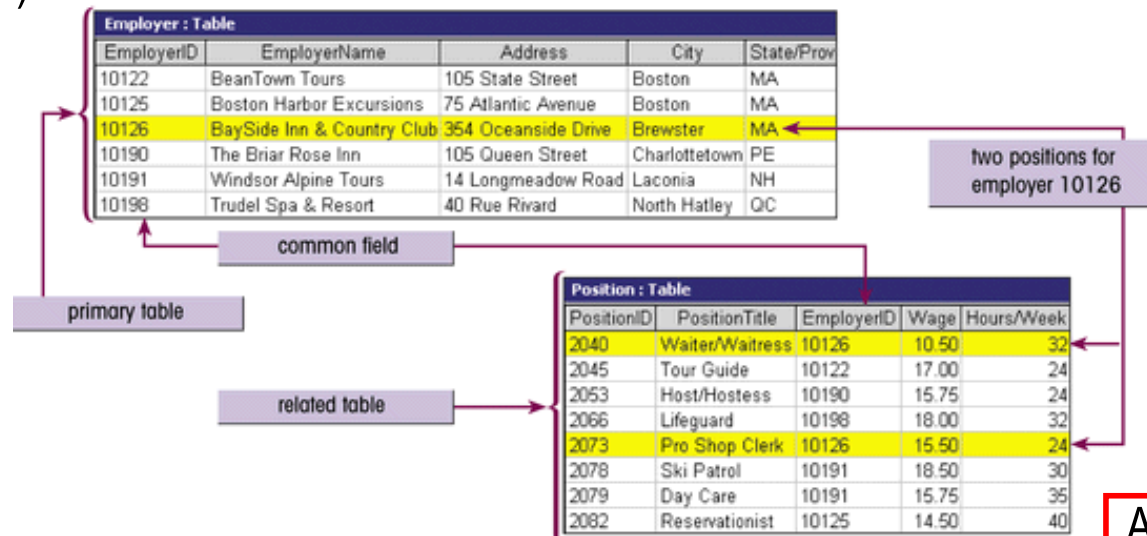 )
Employer : Table
EmployerID EmployerName Address City State/Prov
10122 BeanTown Tours 105 State Street Boston MA
10125 Boston Harbor Excursions 75 Atlantic Avenue Boston MA
10126 BaySide Inn & Country Club 354 Oceanside Drive Brewster MA
10190 The Briar Rose Inn 105 Queen Street Charlottetown PE
10191 Windsor Alpine Tours 14 Longmeadow Road Laconia NH
10198 Trudel Spa & Resort 40 Rue Rivard North Hatley QC
two positions for
employer 10126
common field
primary table
Position : Table
PositionID PositionTitle EmployerID Wage Hours/Week
2040 Waiter/Waitress 10126 10.50 32
2045 Tour Guide 10122 17.00 24
2053 Host/Hostess 10190 15.75 24
2066 Lifeguard 10198 18.00 32
2073 Pro Shop Clerk 10126 15.50 24
2078 Ski Patrol 10191 18.50 30
2079 Day Care 10191 15.75 35
2082 Reservationist 10125 14.50 40
related table
A